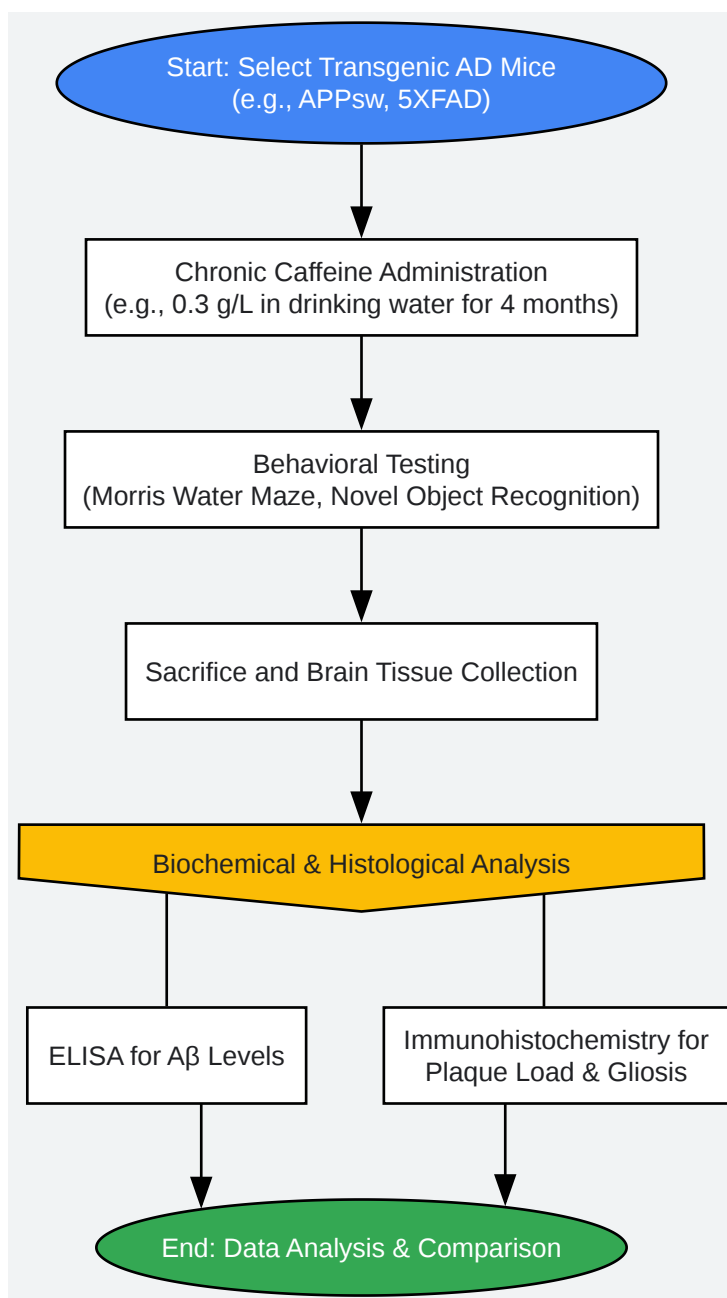 Start: Select Transgenic AD Mice
(e.g., APPsw, 5XFAD)
Chronic Caffeine Administration
(e.g., 0.3 g/L in drinking water for 4 months)
Behavioral Testing
(Morris Water Maze, Novel Object Recognition)
Sacrifice and Brain Tissue Collection
Biochemical & Histological Analysis
ELISA for Aβ Levels
Immunohistochemistry for
Plaque Load & Gliosis
End: Data Analysis & Comparison